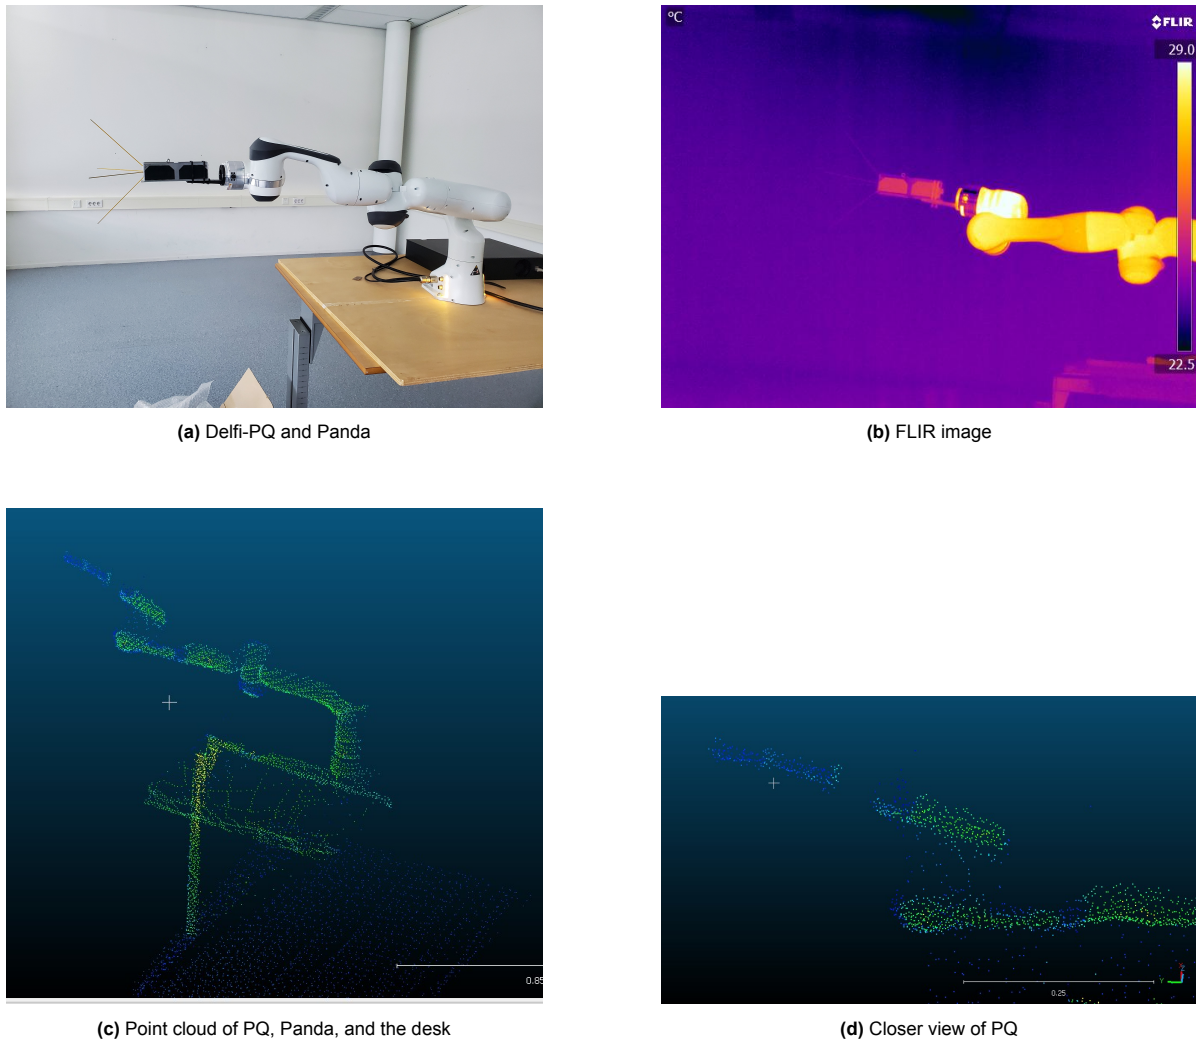 ℃
FLIR
29.0
22.5
(a) Delfi-PQ and Panda
(b) FLIR image
0.85
(c) Point cloud of PQ, Panda, and the desk
Z
Y
0.25
(d) Closer view of PQ